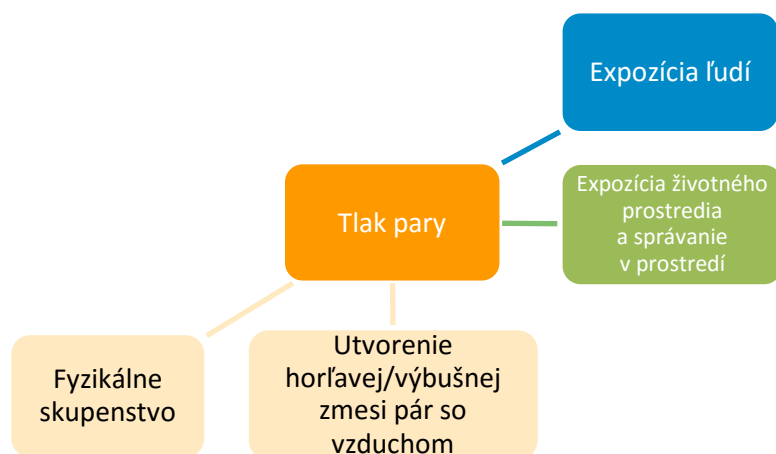 Expozícia ľudí
Expozícia životného
prostredia
a správanie
v prostredí
Tlak pary
Fyzikálne
skupenstvo
Utvorenie
horľavej/výbušnej
zmesi pár so
vzduchom